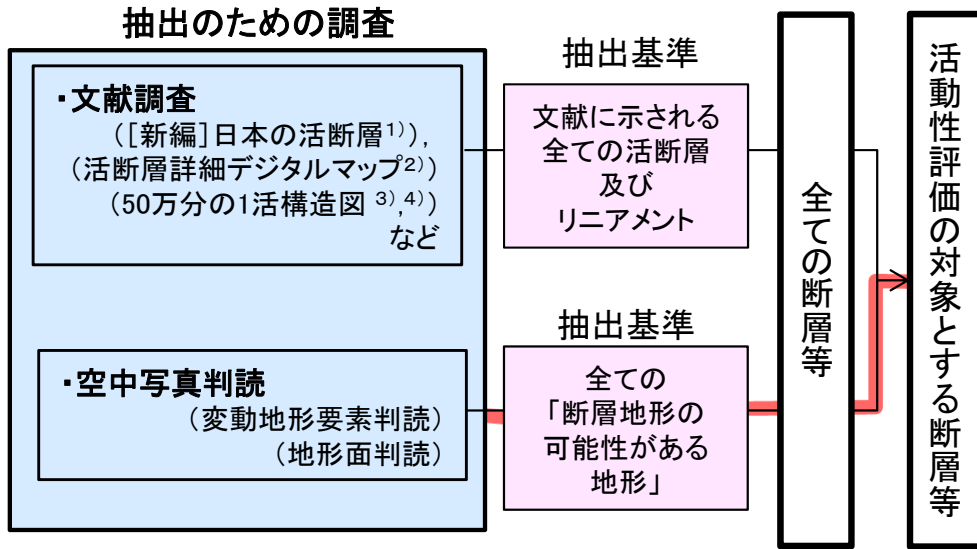 抽出のための調査
・文献調査
（[新編]日本の活断層1)），
（活断層詳細デジタルマップ2)）
（50万分の1活構造図 3),4)）
など
抽出基準
文献に示される
全ての活断層
及び
リニアメント
・空中写真判読
（変動地形要素判読）
（地形面判読）
抽出基準
全ての
「断層地形の
可能性がある
地形」
全ての断層等
活動性評価の対象とする断層等